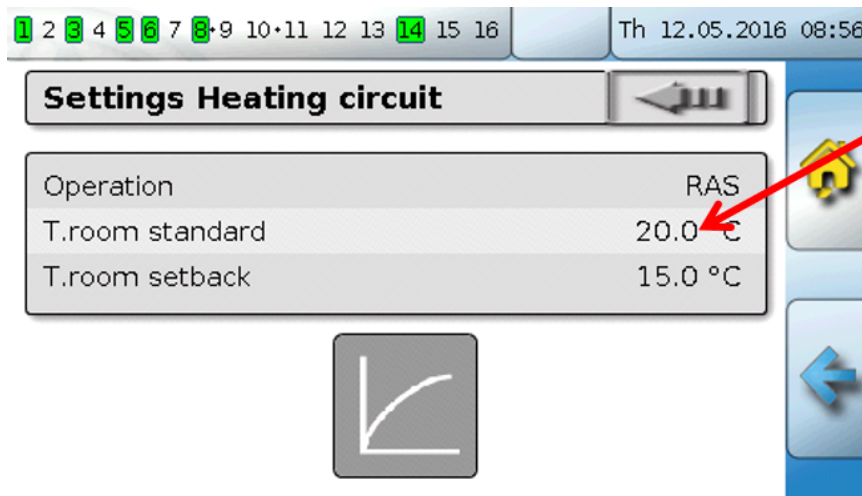 1 2 3 4 5 6 7 8•9 10•11 12 13 14 15 16 Th 12.05.2016 08:56
Settings Heating circuit
Operation RAS
T.room standard 20.0 °C
T.room setback 15.0 °C